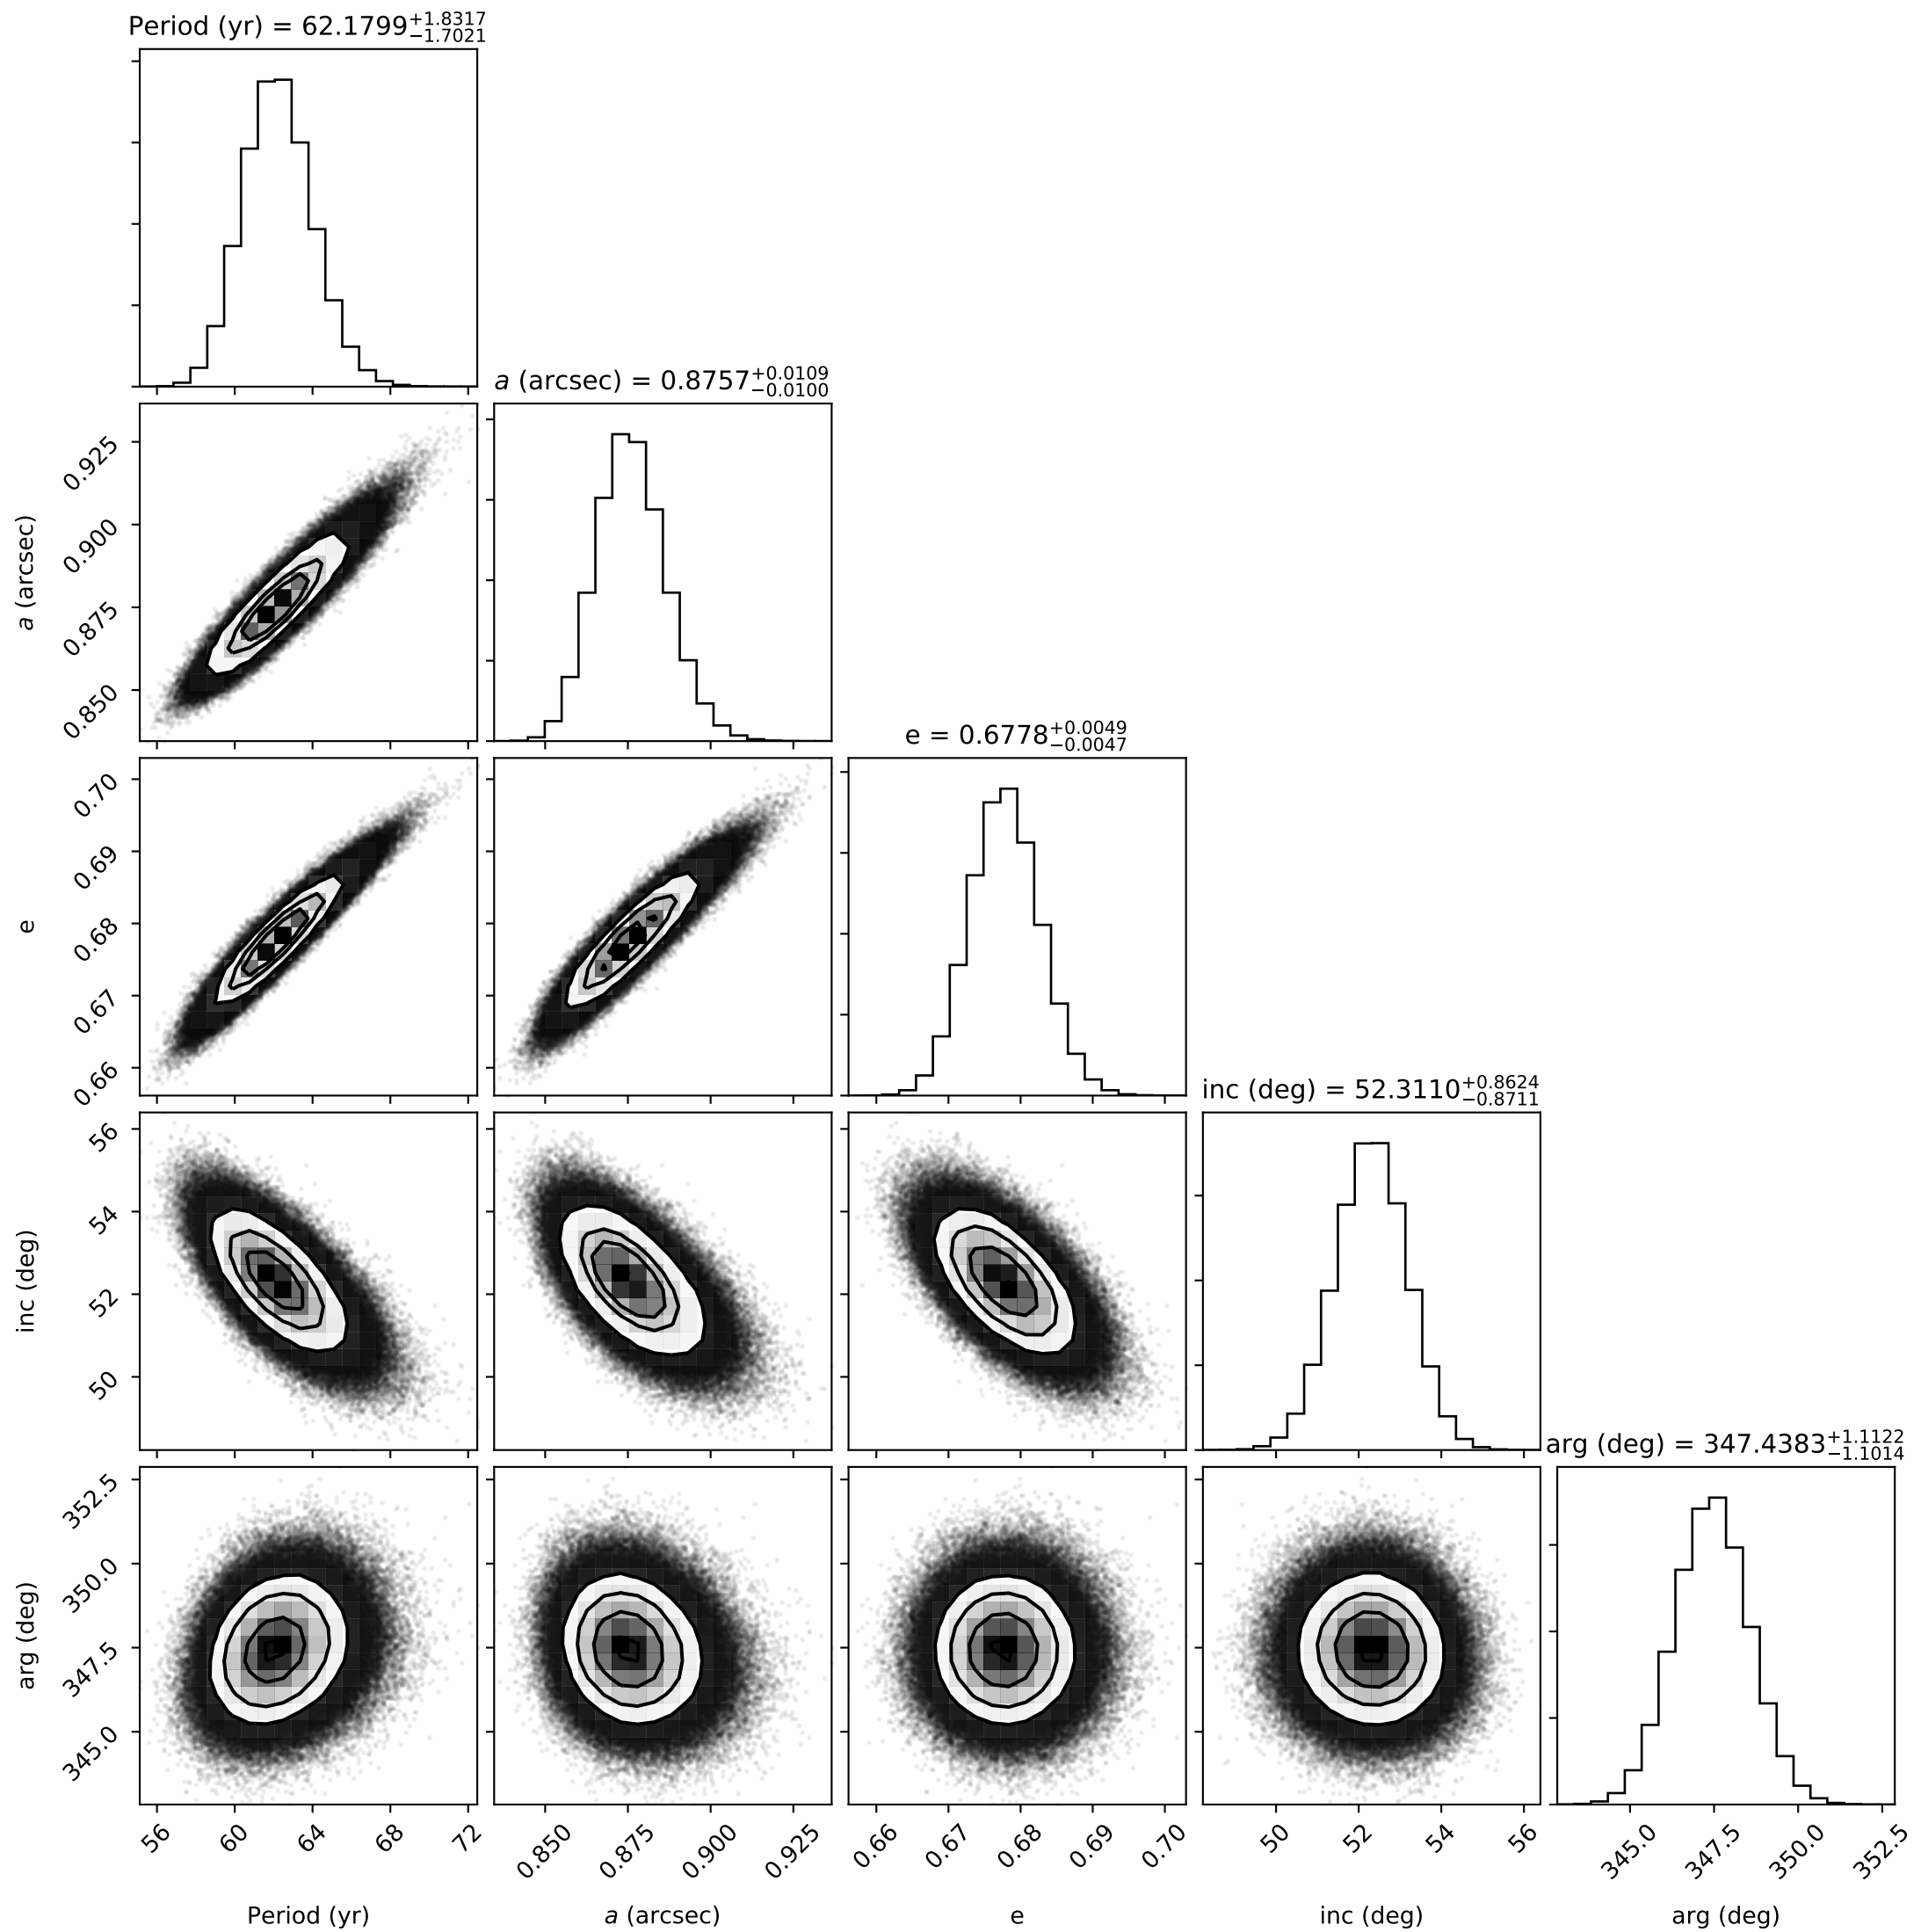 Period (yr) = 62.1799 +1.8317 −1.7021
a (arcsec) = 0.8757 +0.0109 −0.0100
0.925
0.900
0.875
0.850
a (arcsec)
e = 0.6778 +0.0049 −0.0047
0.70
0.69
0.68
0.67
0.66
e
inc (deg) = 52.3110 +0.8624 −0.8711
56
54
52
50
inc (deg)
arg (deg) = 347.4383 +1.1122 −1.1014
352.5
350.0
347.5
345.0
arg (deg)
56 60 64 68 72
0.850 0.875 0.900 0.925
0.66 0.67 0.68 0.69 0.70
50 52 54 56
345.0 347.5 350.0 352.5
Period (yr)
a (arcsec)
e
inc (deg)
arg (deg)